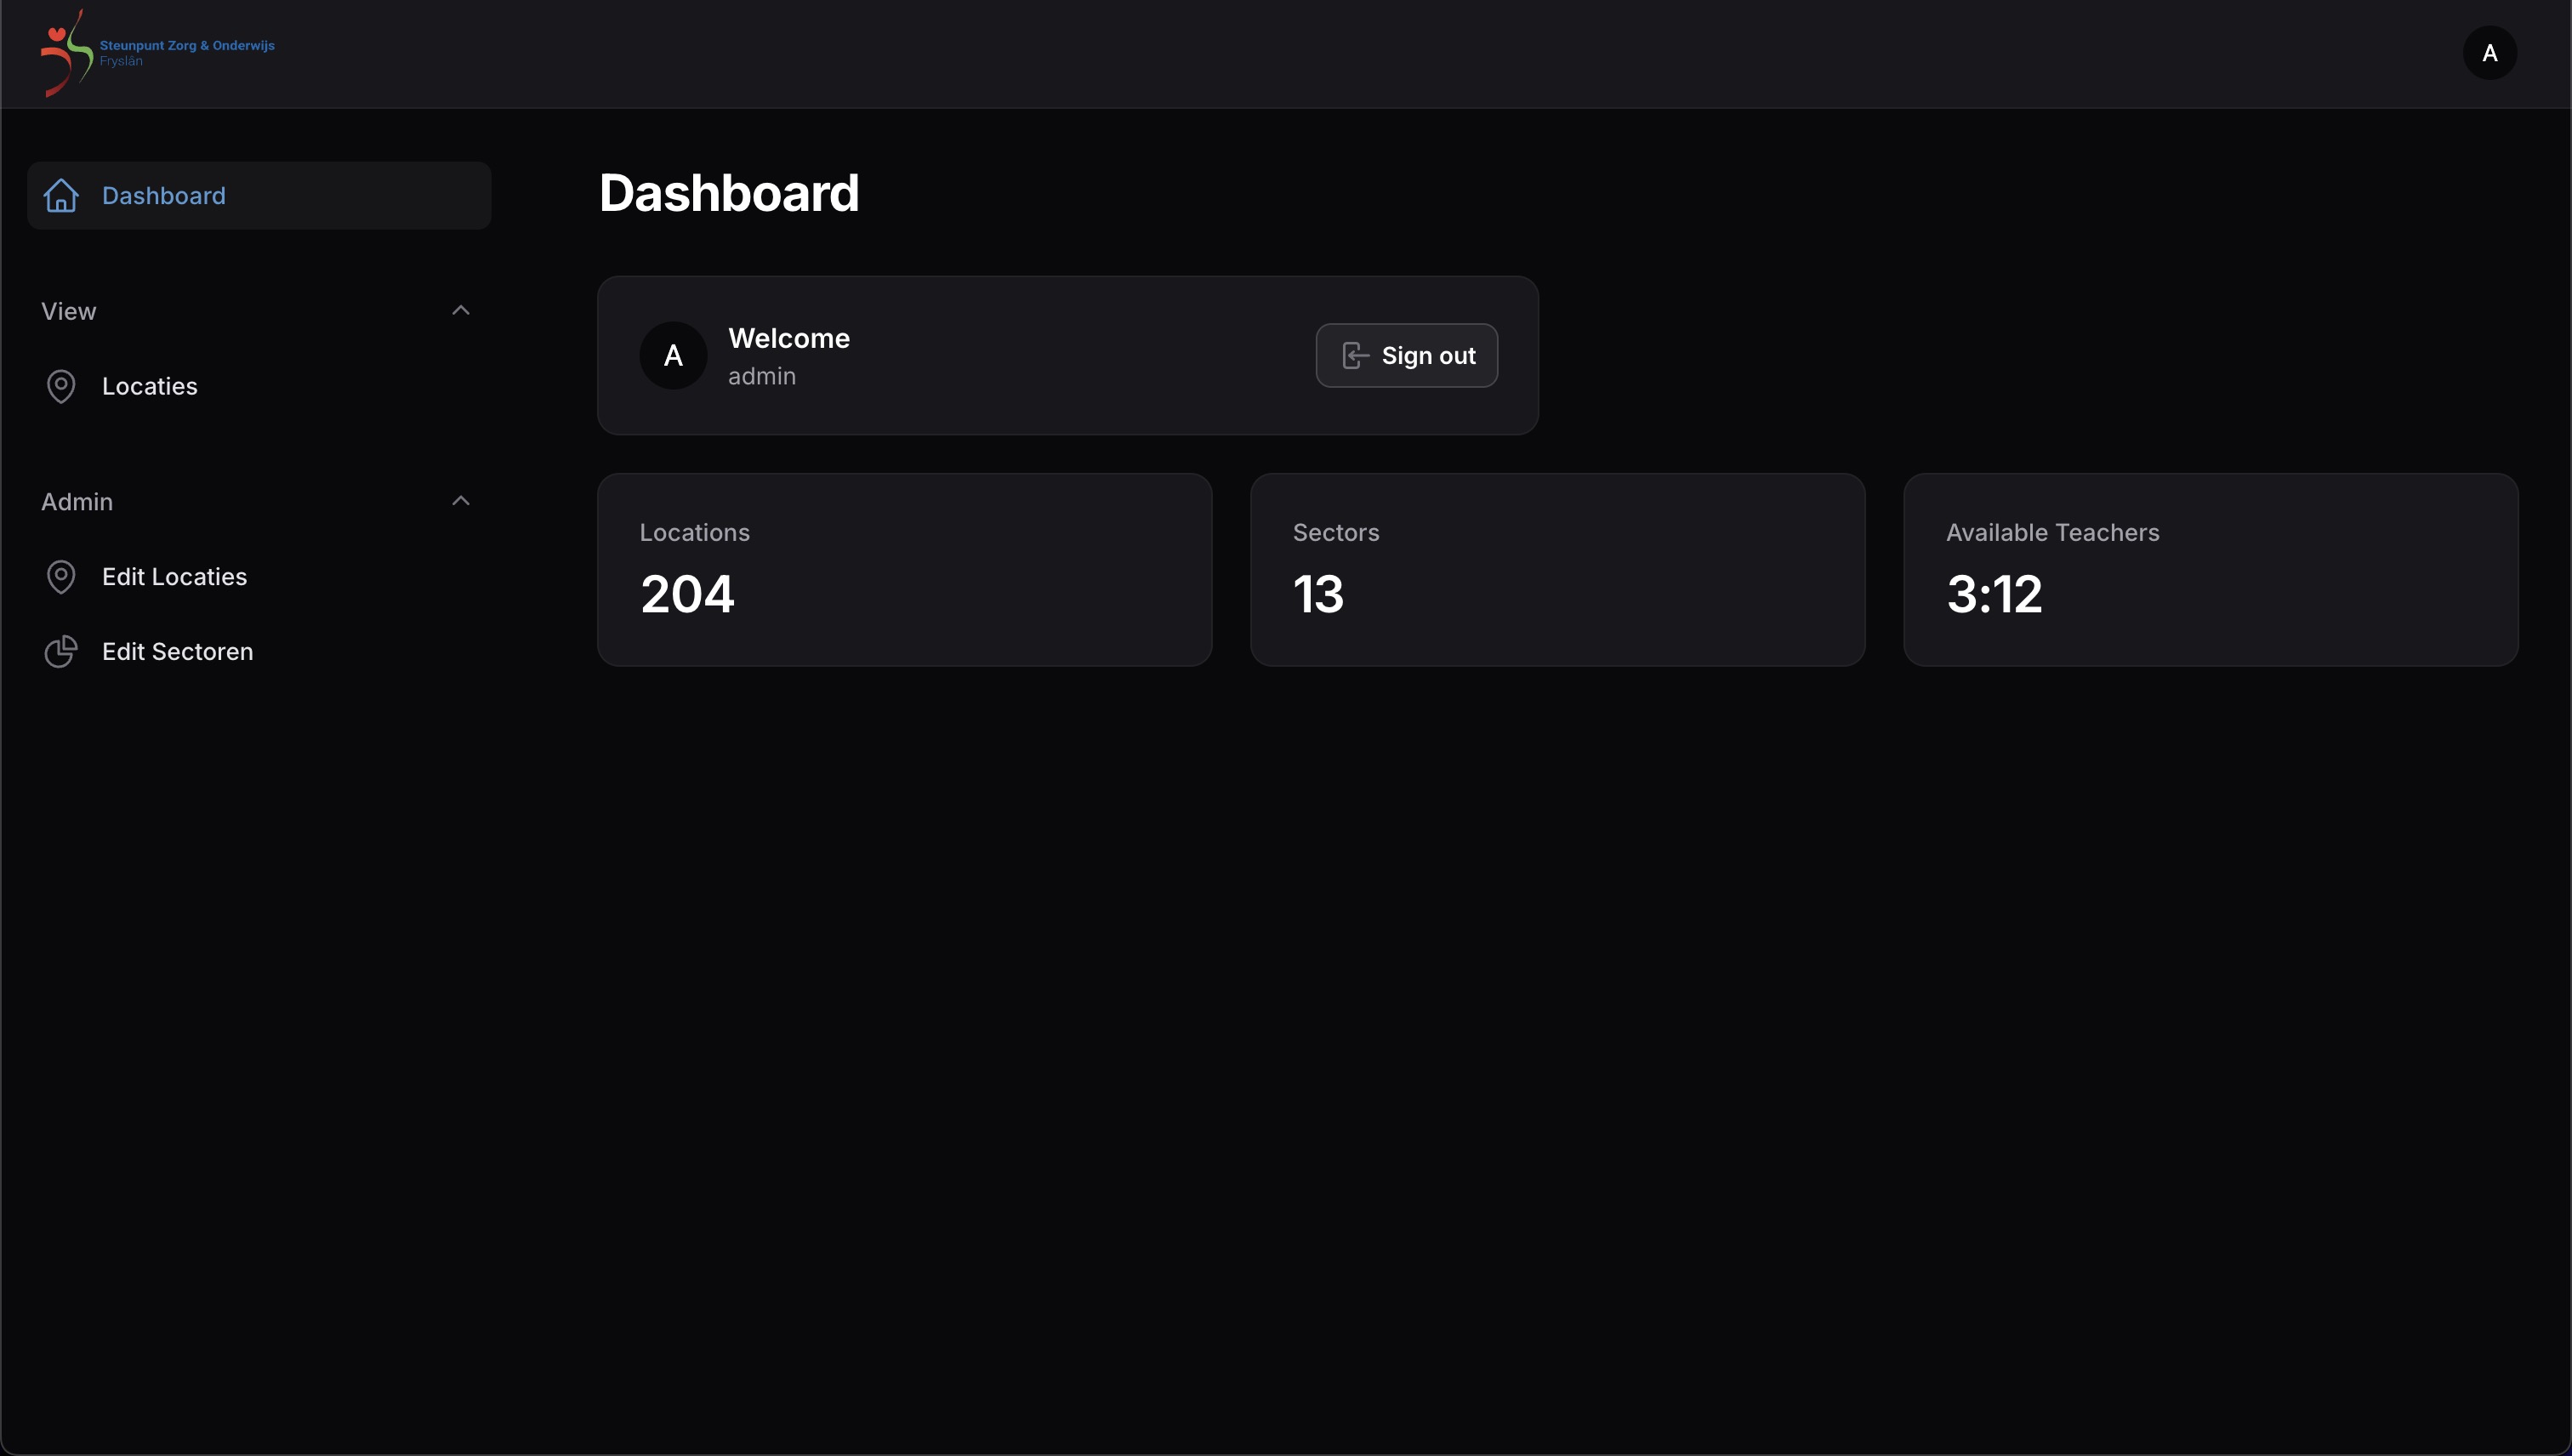 Steunpunt Zorg & Onderwijs
Fryslân
A
Dashboard
View
Locaties
Admin
Edit Locaties
Edit Sectoren
Dashboard
A
Welcome
admin
Sign out
Locations
204
Sectors
13
Available Teachers
3:12